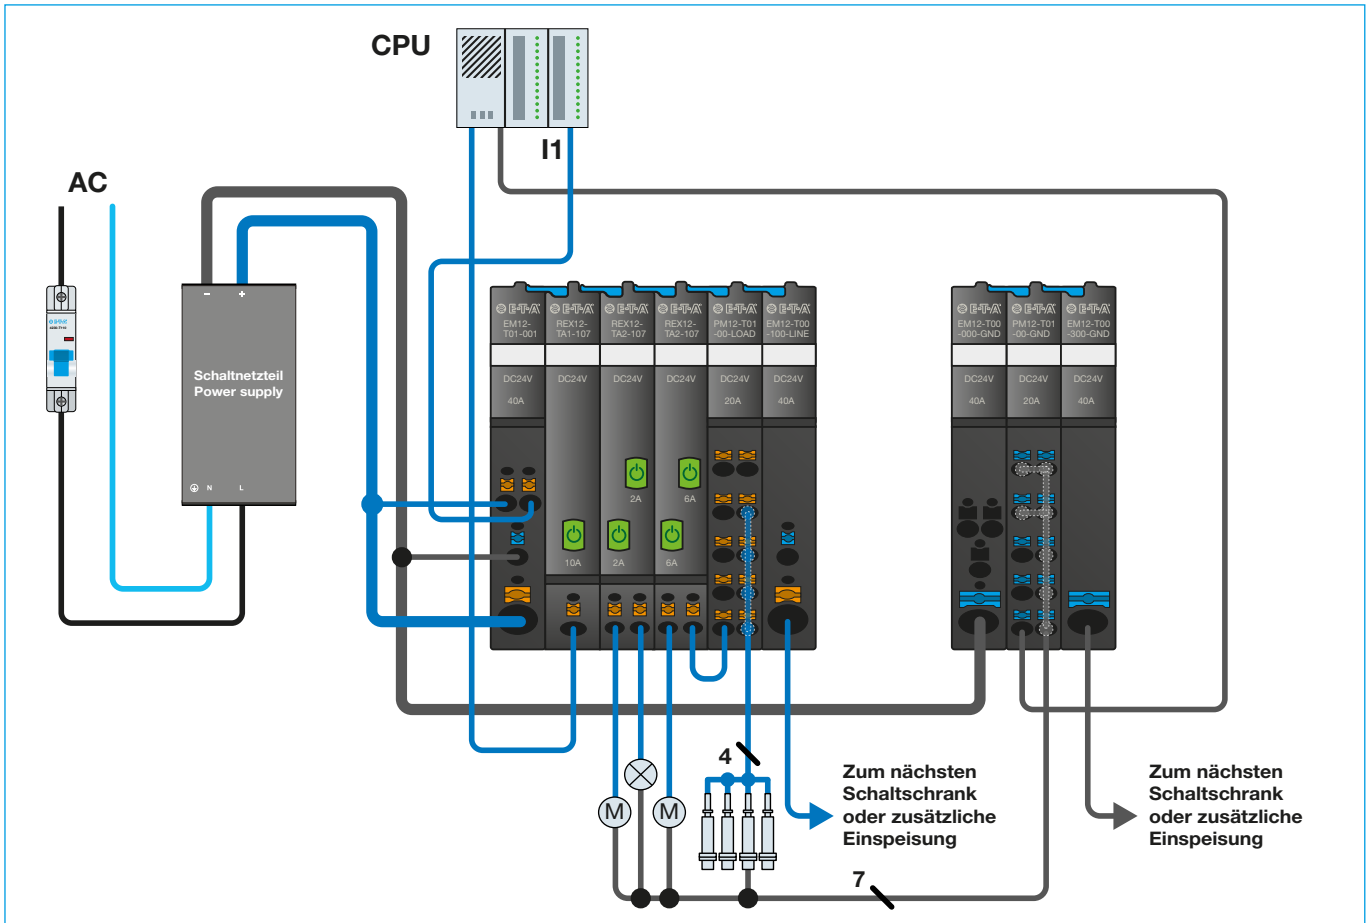 CPU
I1
AC
E-T-A
− +
Schaltnetzteil
Power supply
N L
E-T-A
EM12-
T01-001
DC24V
40A
E-T-A
REX12-
TA1-107
DC24V
10A
E-T-A
REX12-
TA2-107
DC24V
2A
2A
E-T-A
REX12-
TA2-107
DC24V
6A
6A
E-T-A
PM12-T01
-00-LOAD
DC24V
20A
E-T-A
EM12-T00
-100-LINE
DC24V
40A
E-T-A
EM12-T00
-000-GND
DC24V
40A
E-T-A
PM12-T01
-00-GND
DC24V
20A
E-T-A
EM12-T00
-300-GND
DC24V
40A
M
M
4
7
Zum nächsten
Schaltschrank
oder zusätzliche
Einspeisung
Zum nächsten
Schaltschrank
oder zusätzliche
Einspeisung